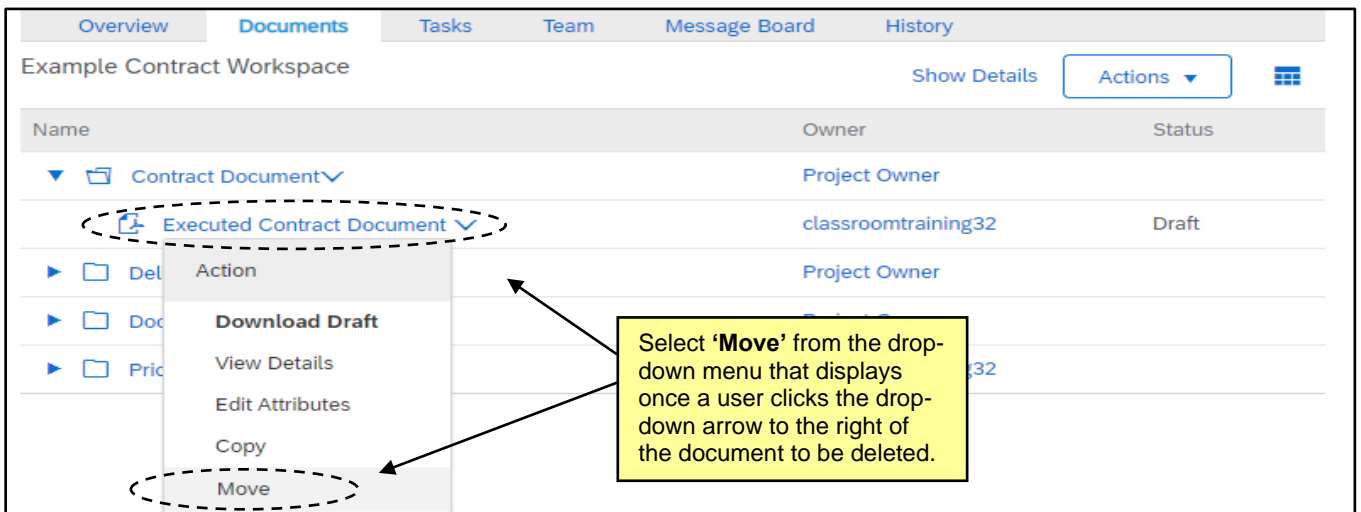 Overview Documents Tasks Team Message Board History
Example Contract Workspace Show Details Actions
Name Owner Status
Contract Document Project Owner
Executed Contract Document classroomtraining32 Draft
Del Project Owner
Action
Doc
Download Draft
Pric
View Details
Edit Attributes
Copy
Move
Select ‘Move’ from the drop-
down menu that displays
once a user clicks the drop-
down arrow to the right of
the document to be deleted.